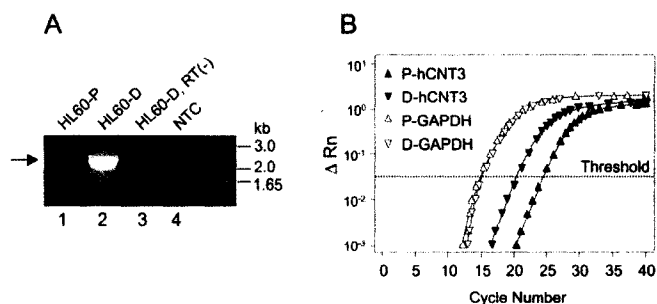 A
HL60-P
HL60-D
HL60-D, RT(-)
NTC
kb
3.0
2.0
1.65
1 2 3 4
B
10¹
10⁰
10⁻¹
10⁻²
10⁻³
Δ Rn
P-hCNT3
D-hCNT3
P-GAPDH
D-GAPDH
Threshold
0 5 10 15 20 25 30 35 40
Cycle Number